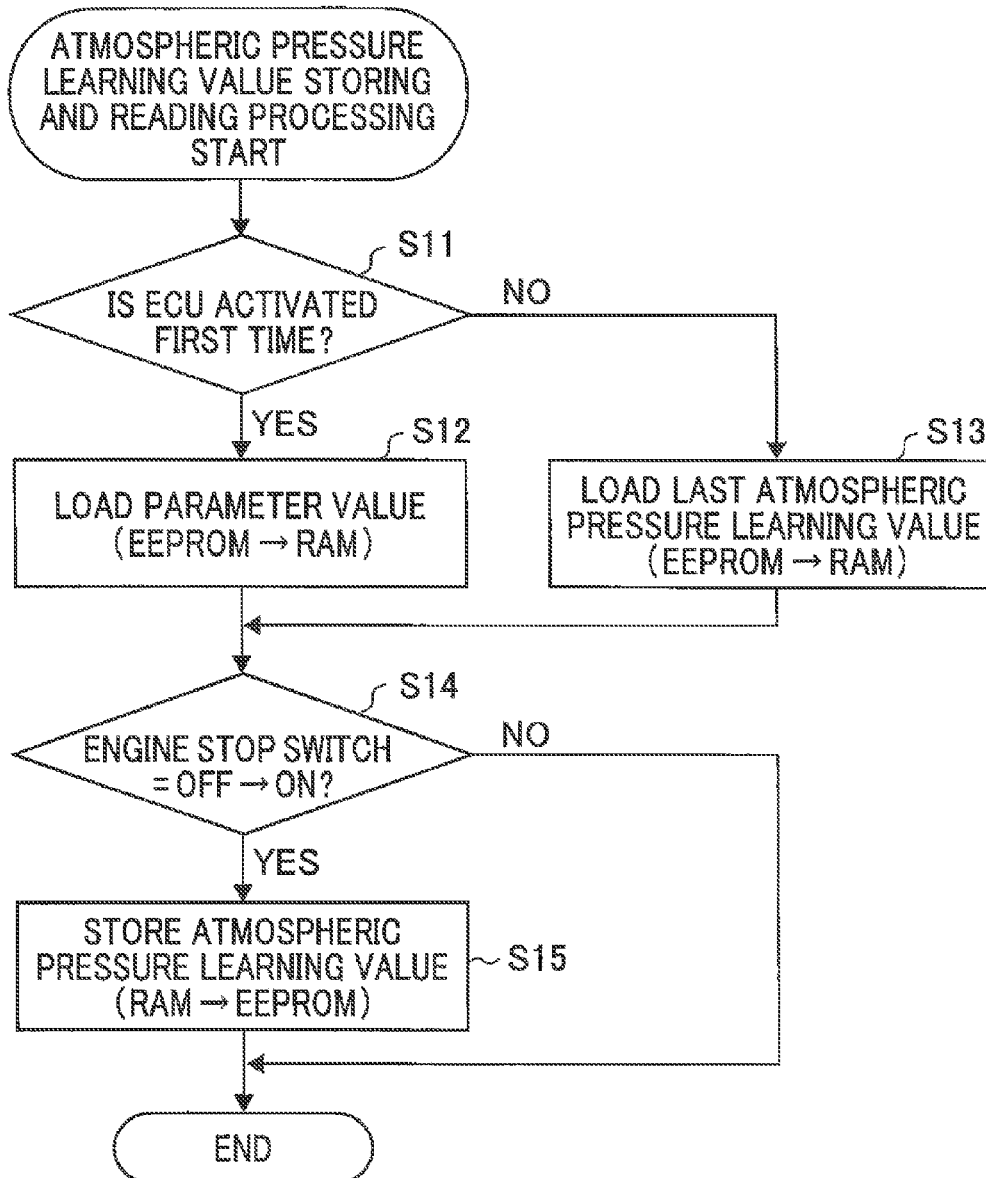 ATMOSPHERIC PRESSURE
LEARNING VALUE STORING
AND READING PROCESSING
START
S11
IS ECU ACTIVATED
FIRST TIME?
NO
YES
S12
LOAD PARAMETER VALUE
(EEPROM → RAM)
S13
LOAD LAST ATMOSPHERIC
PRESSURE LEARNING VALUE
(EEPROM → RAM)
S14
ENGINE STOP SWITCH
= OFF → ON?
NO
YES
STORE ATMOSPHERIC
PRESSURE LEARNING VALUE
(RAM → EEPROM)
S15
END